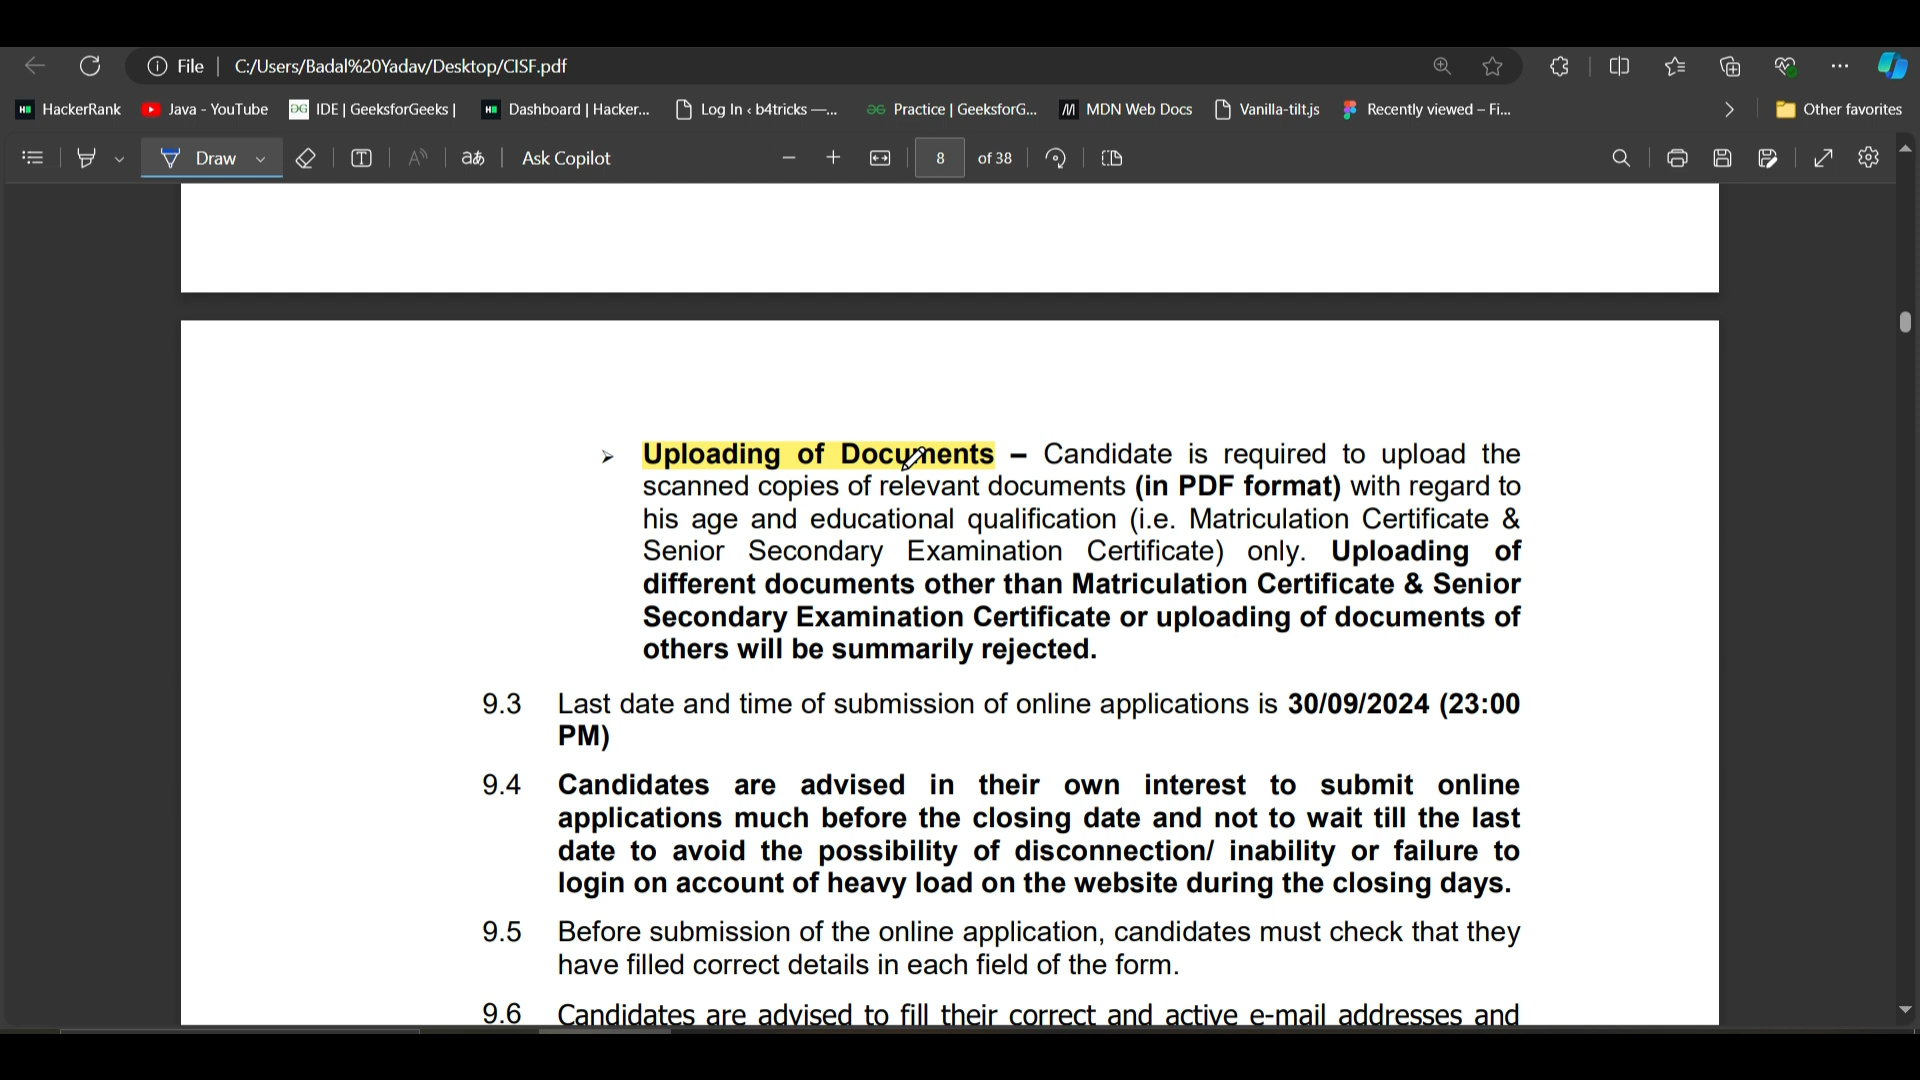 File C:/Users/Badal%20Yadav/Desktop/CISF.pdf
HackerRank Java - YouTube IDE | GeeksforGeeks | Dashboard | Hacker... Log In ‹ b4tricks —... Practice | GeeksforG... MDN Web Docs Vanilla-tilt.js Recently viewed – Fi... Other favorites
Draw Ask Copilot 8 of 38
➢ Uploading of Documents – Candidate is required to upload the
scanned copies of relevant documents (in PDF format) with regard to
his age and educational qualification (i.e. Matriculation Certificate &
Senior Secondary Examination Certificate) only. Uploading of
different documents other than Matriculation Certificate & Senior
Secondary Examination Certificate or uploading of documents of
others will be summarily rejected.
9.3 Last date and time of submission of online applications is 30/09/2024 (23:00
PM)
9.4 Candidates are advised in their own interest to submit online
applications much before the closing date and not to wait till the last
date to avoid the possibility of disconnection/ inability or failure to
login on account of heavy load on the website during the closing days.
9.5 Before submission of the online application, candidates must check that they
have filled correct details in each field of the form.
9.6 Candidates are advised to fill their correct and active e-mail addresses and